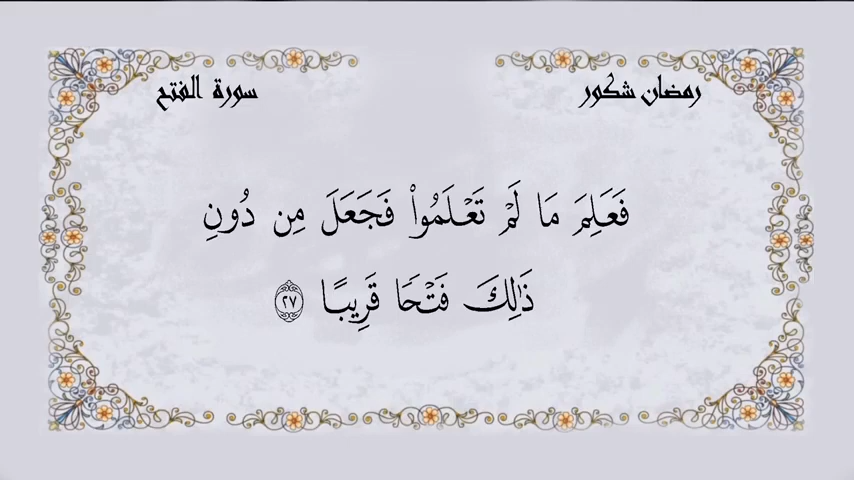 رمضان شكور
سورة الفتح
فَعَلِمَ مَا لَمْ تَعْلَمُوا۟ فَجَعَلَ مِن دُونِ
ذَٰلِكَ فَتْحًا قَرِيبًا ٢٧